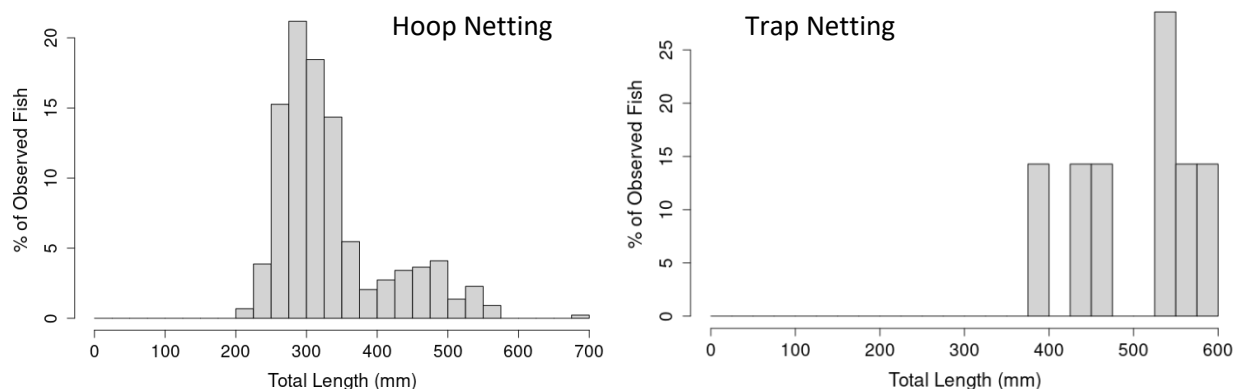 Hoop Netting
% of Observed Fish
20
15
10
5
0
0 100 200 300 400 500 600 700
Total Length (mm)
Trap Netting
% of Observed Fish
25
20
15
10
5
0
0 100 200 300 400 500 600
Total Length (mm)